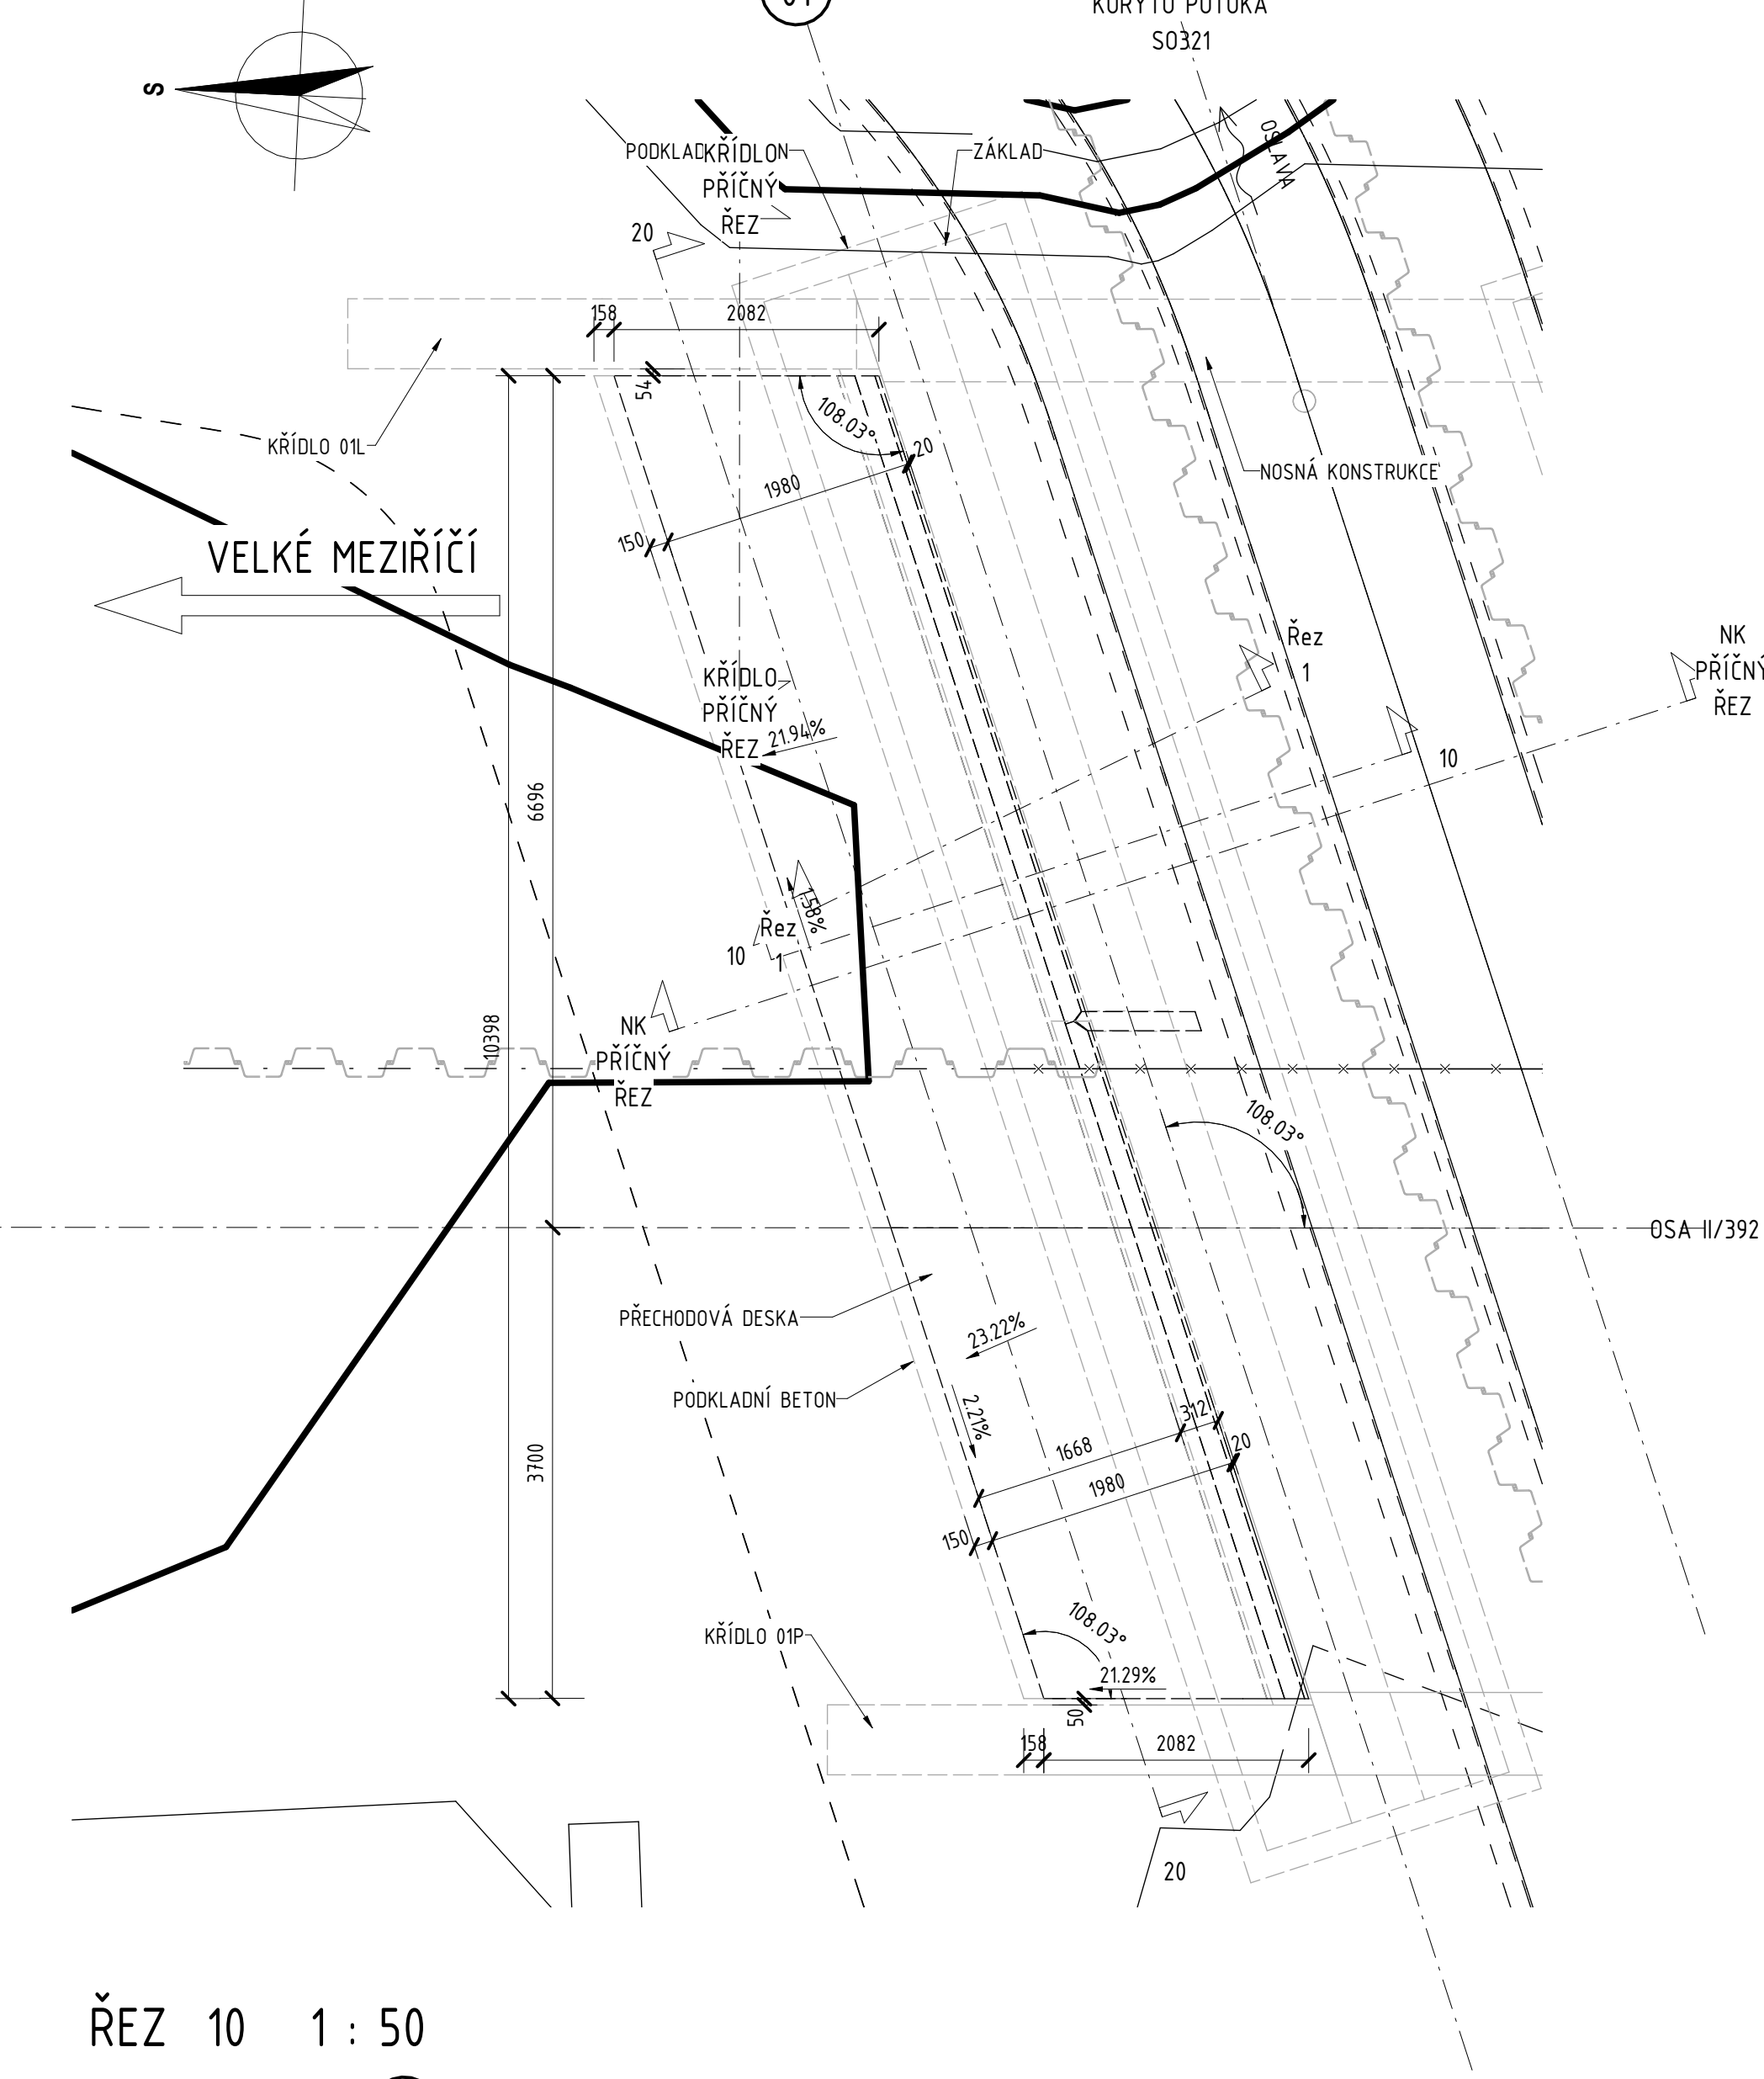 01
KORYTO POTOKA
SO321
S
OSLAVA
PODKLAD
KŘÍDLO
N
PŘÍČNÝ
ŘEZ
ZÁKLAD
20
158
2082
54
108.03°
20
KŘÍDLO 01L
1980
150
NOSNÁ KONSTRUKCE
VELKÉ MEZIŘÍČÍ
Řez
1
NK
PŘÍČNÝ
ŘEZ
KŘÍDLO
PŘÍČNÝ
ŘEZ
21.94%
10
6696
1.58%
Řez
10
1
NK
PŘÍČNÝ
ŘEZ
10398
108.03°
OSA II/392
PŘECHODOVÁ DESKA
23.22%
PODKLADNÍ BETON
2.21%
312
1668
20
1980
3700
150
KŘÍDLO 01P
108.03°
21.29%
50
158
2082
20
ŘEZ 10 1 : 50